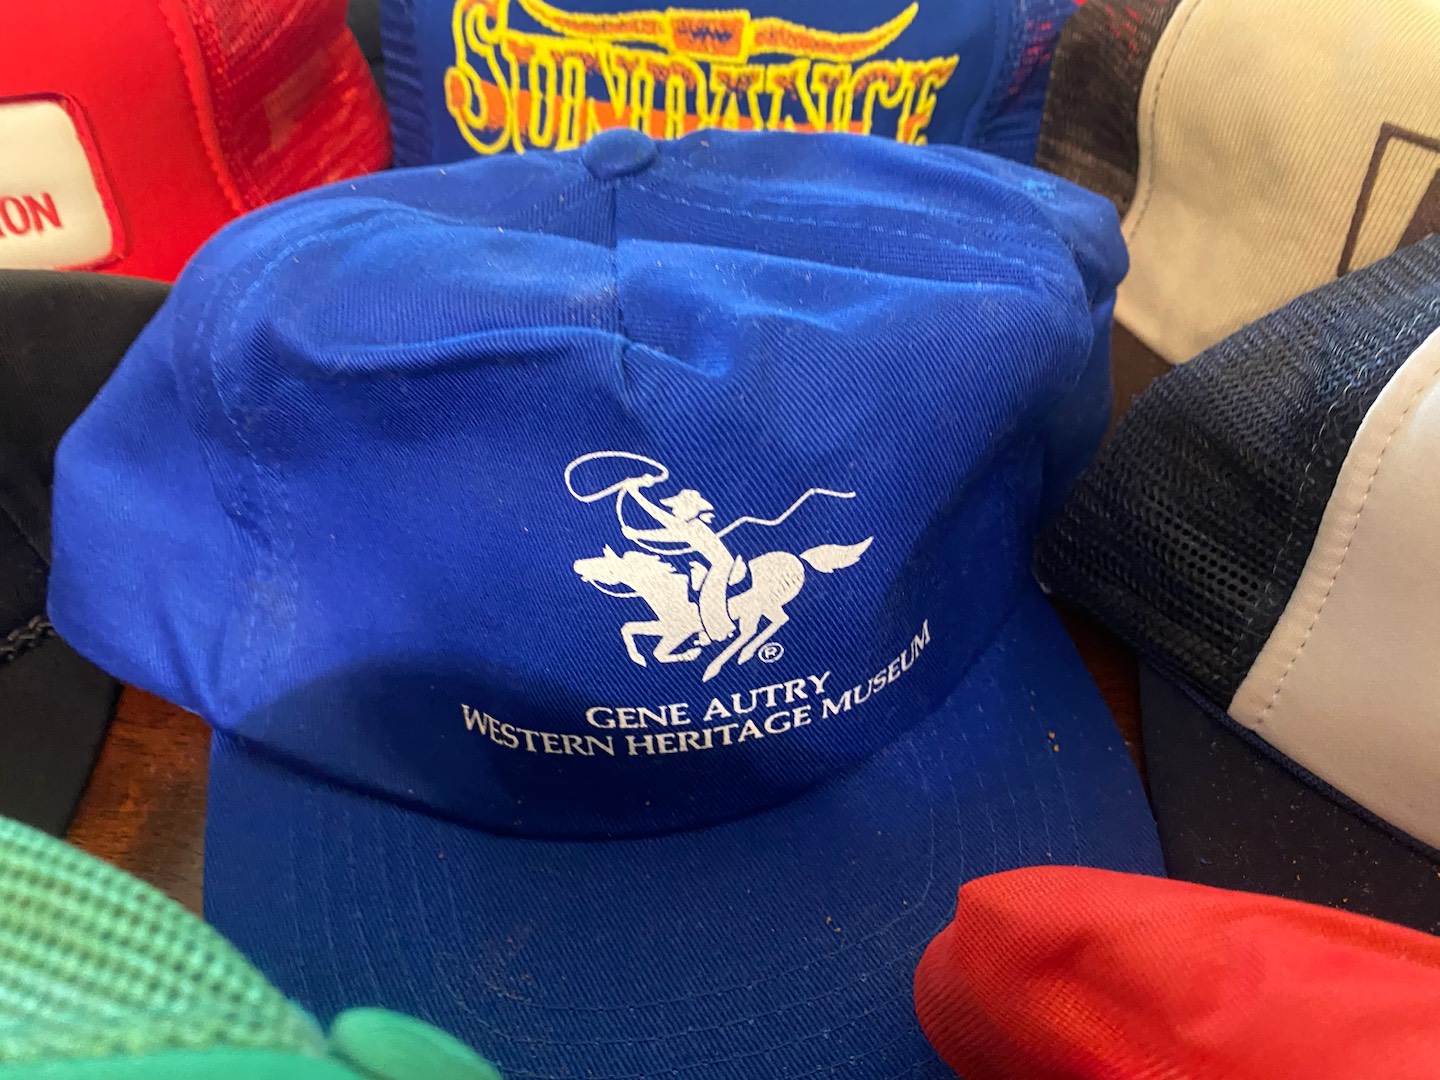 SUNDANCE
GENE AUTRY
WESTERN HERITAGE MUSEUM
®